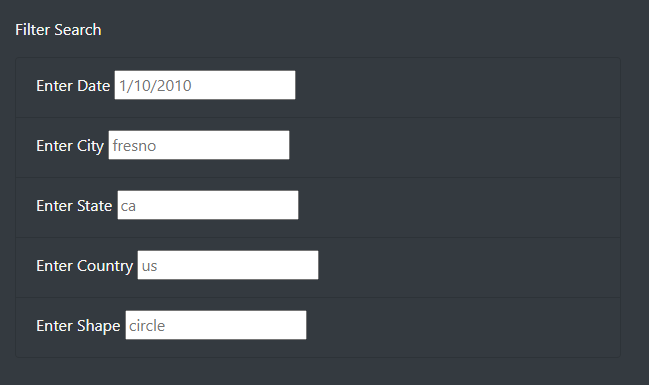 Filter Search
Enter Date 1/10/2010
Enter City fresno
Enter State ca
Enter Country us
Enter Shape circle